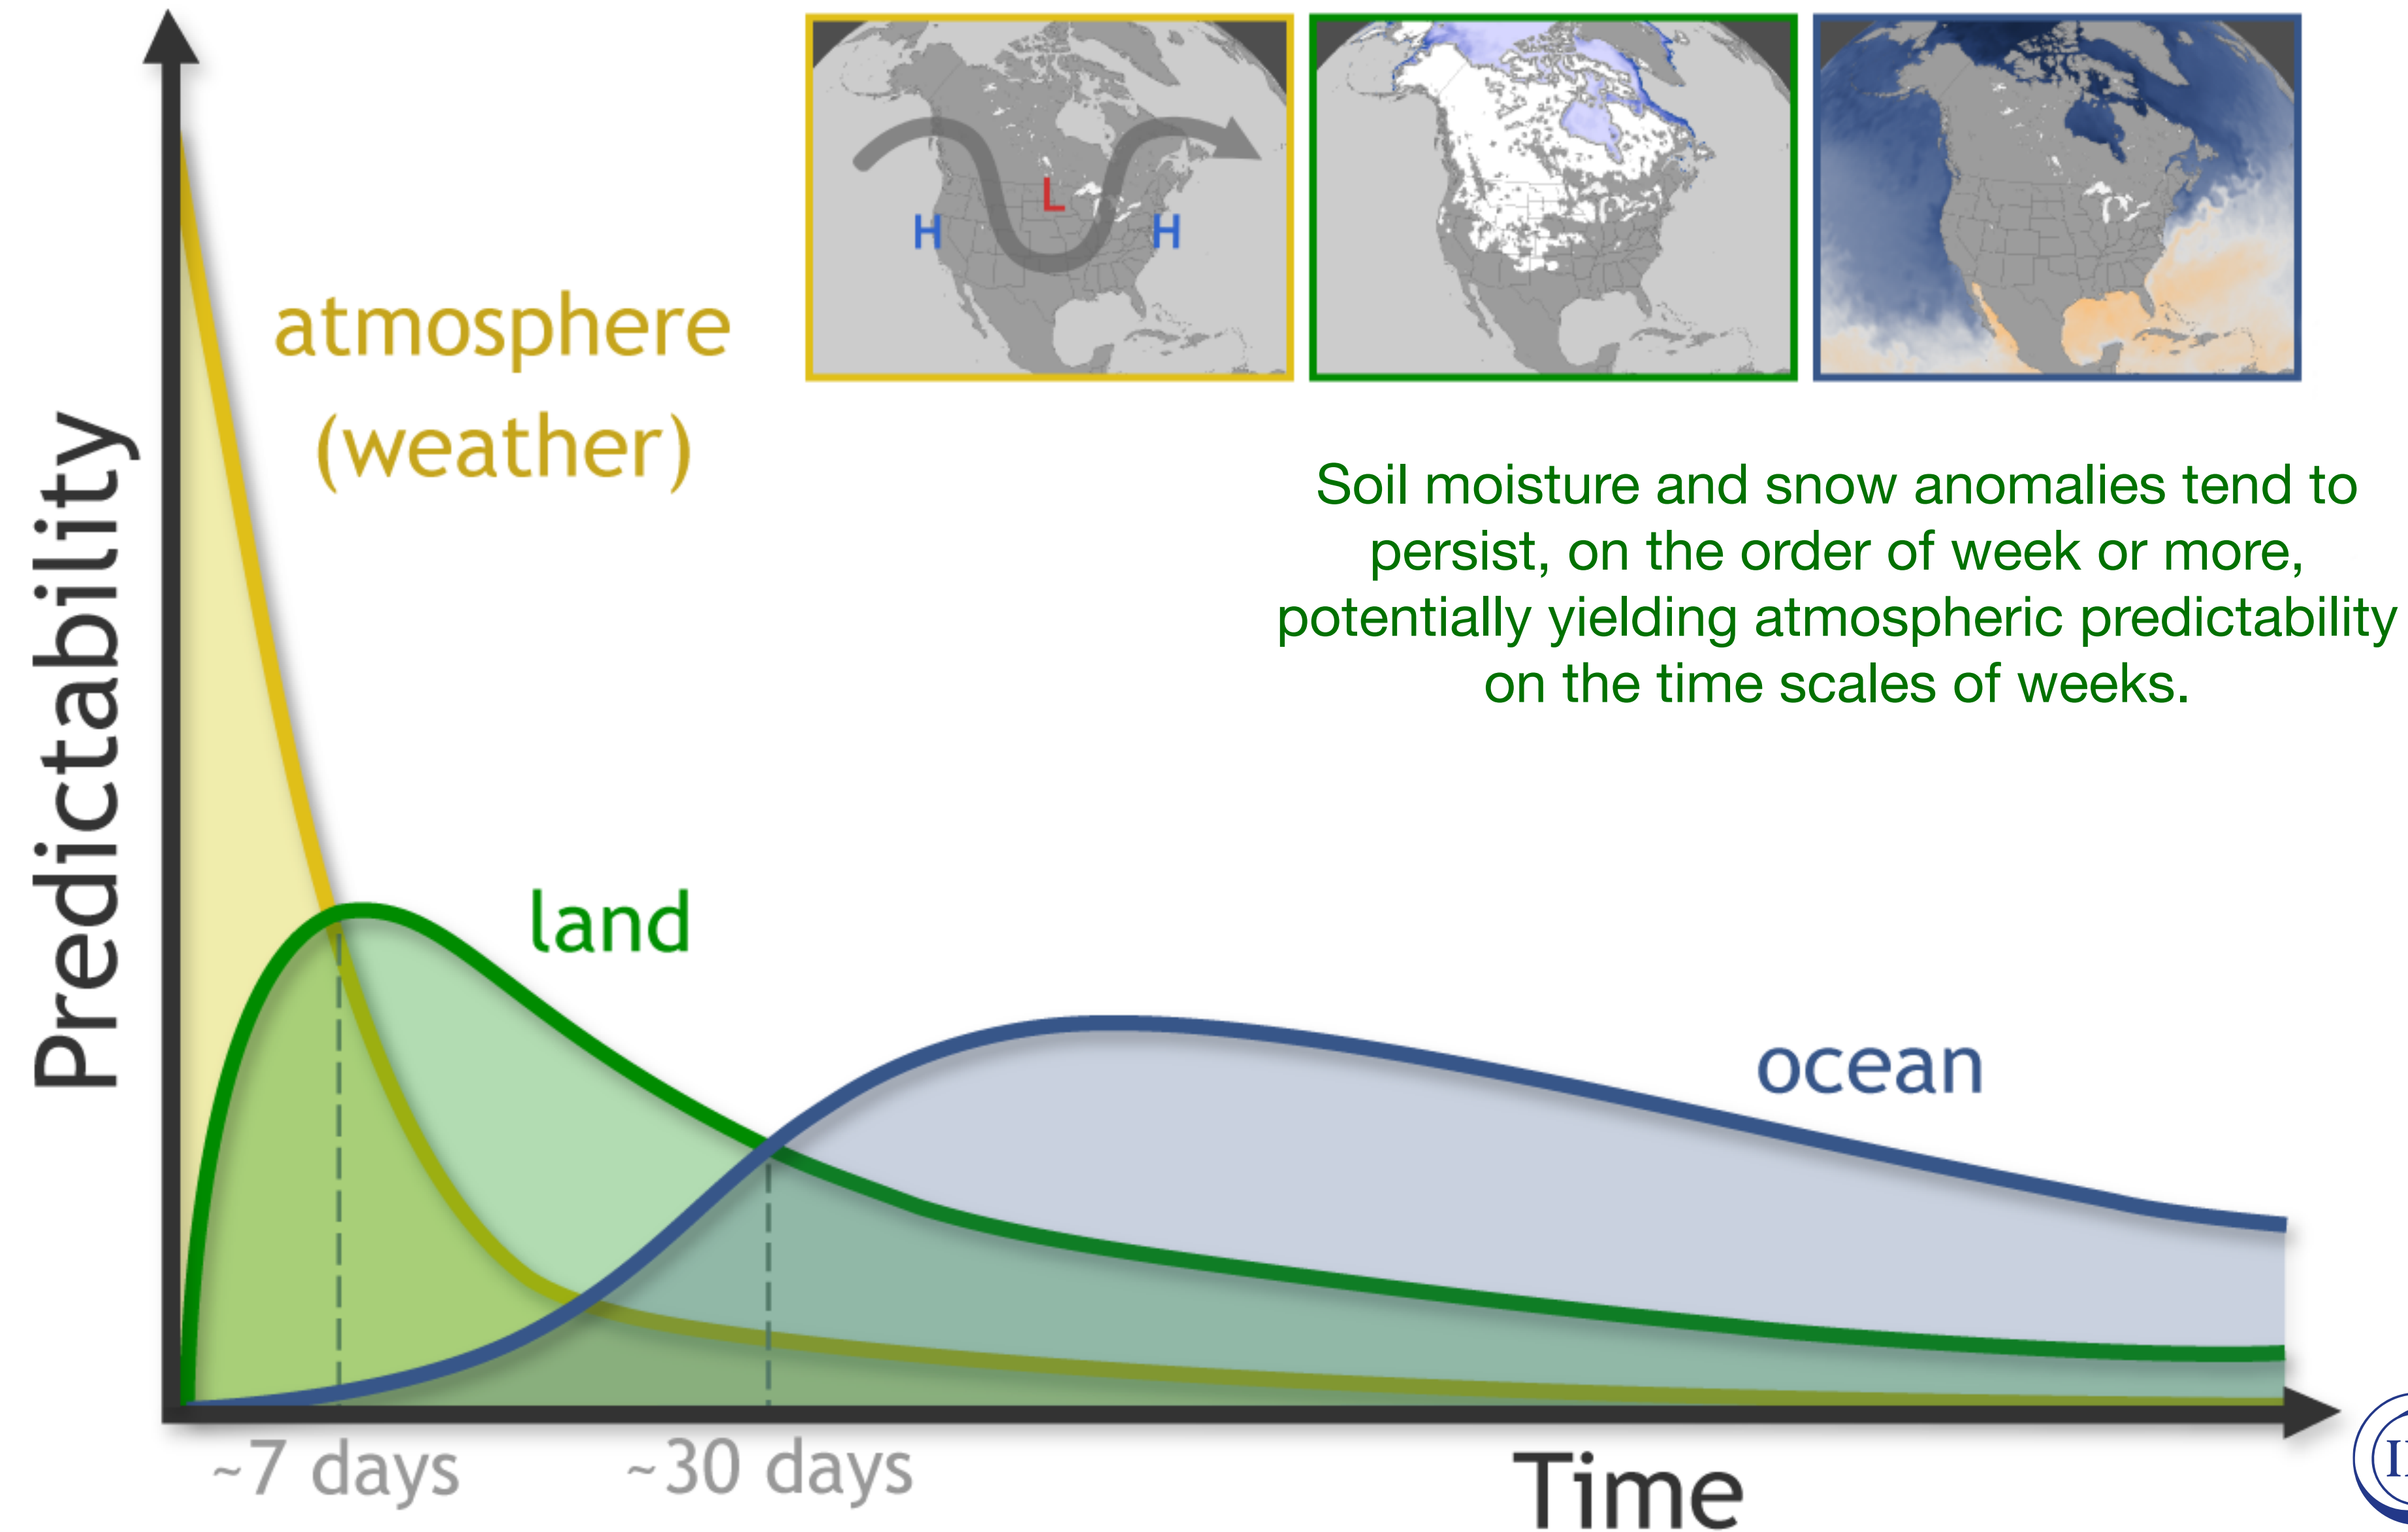 Predictability
atmosphere
(weather)
H
L
H
Soil moisture and snow anomalies tend to
persist, on the order of week or more,
potentially yielding atmospheric predictability
on the time scales of weeks.
land
ocean
~7 days
~30 days
Time